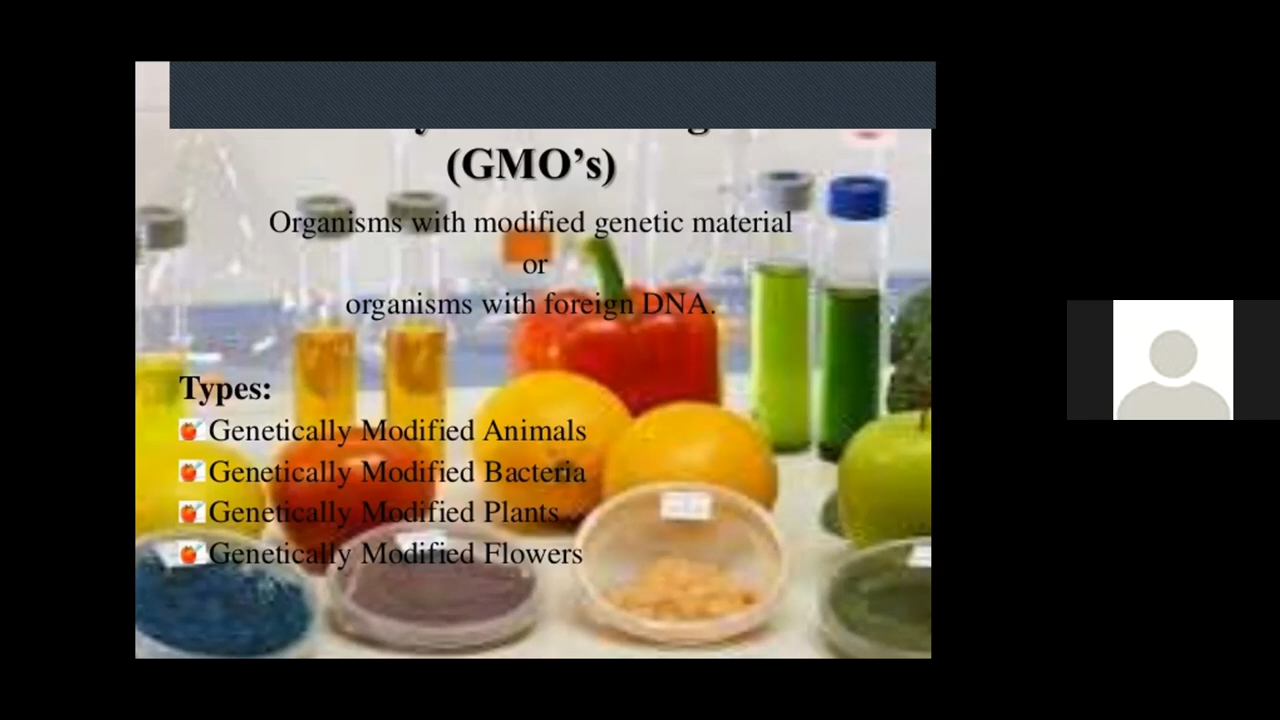 (GMO’s)
Organisms with modified genetic material
or
organisms with foreign DNA.
Types:
Genetically Modified Animals
Genetically Modified Bacteria
Genetically Modified Plants
Genetically Modified Flowers